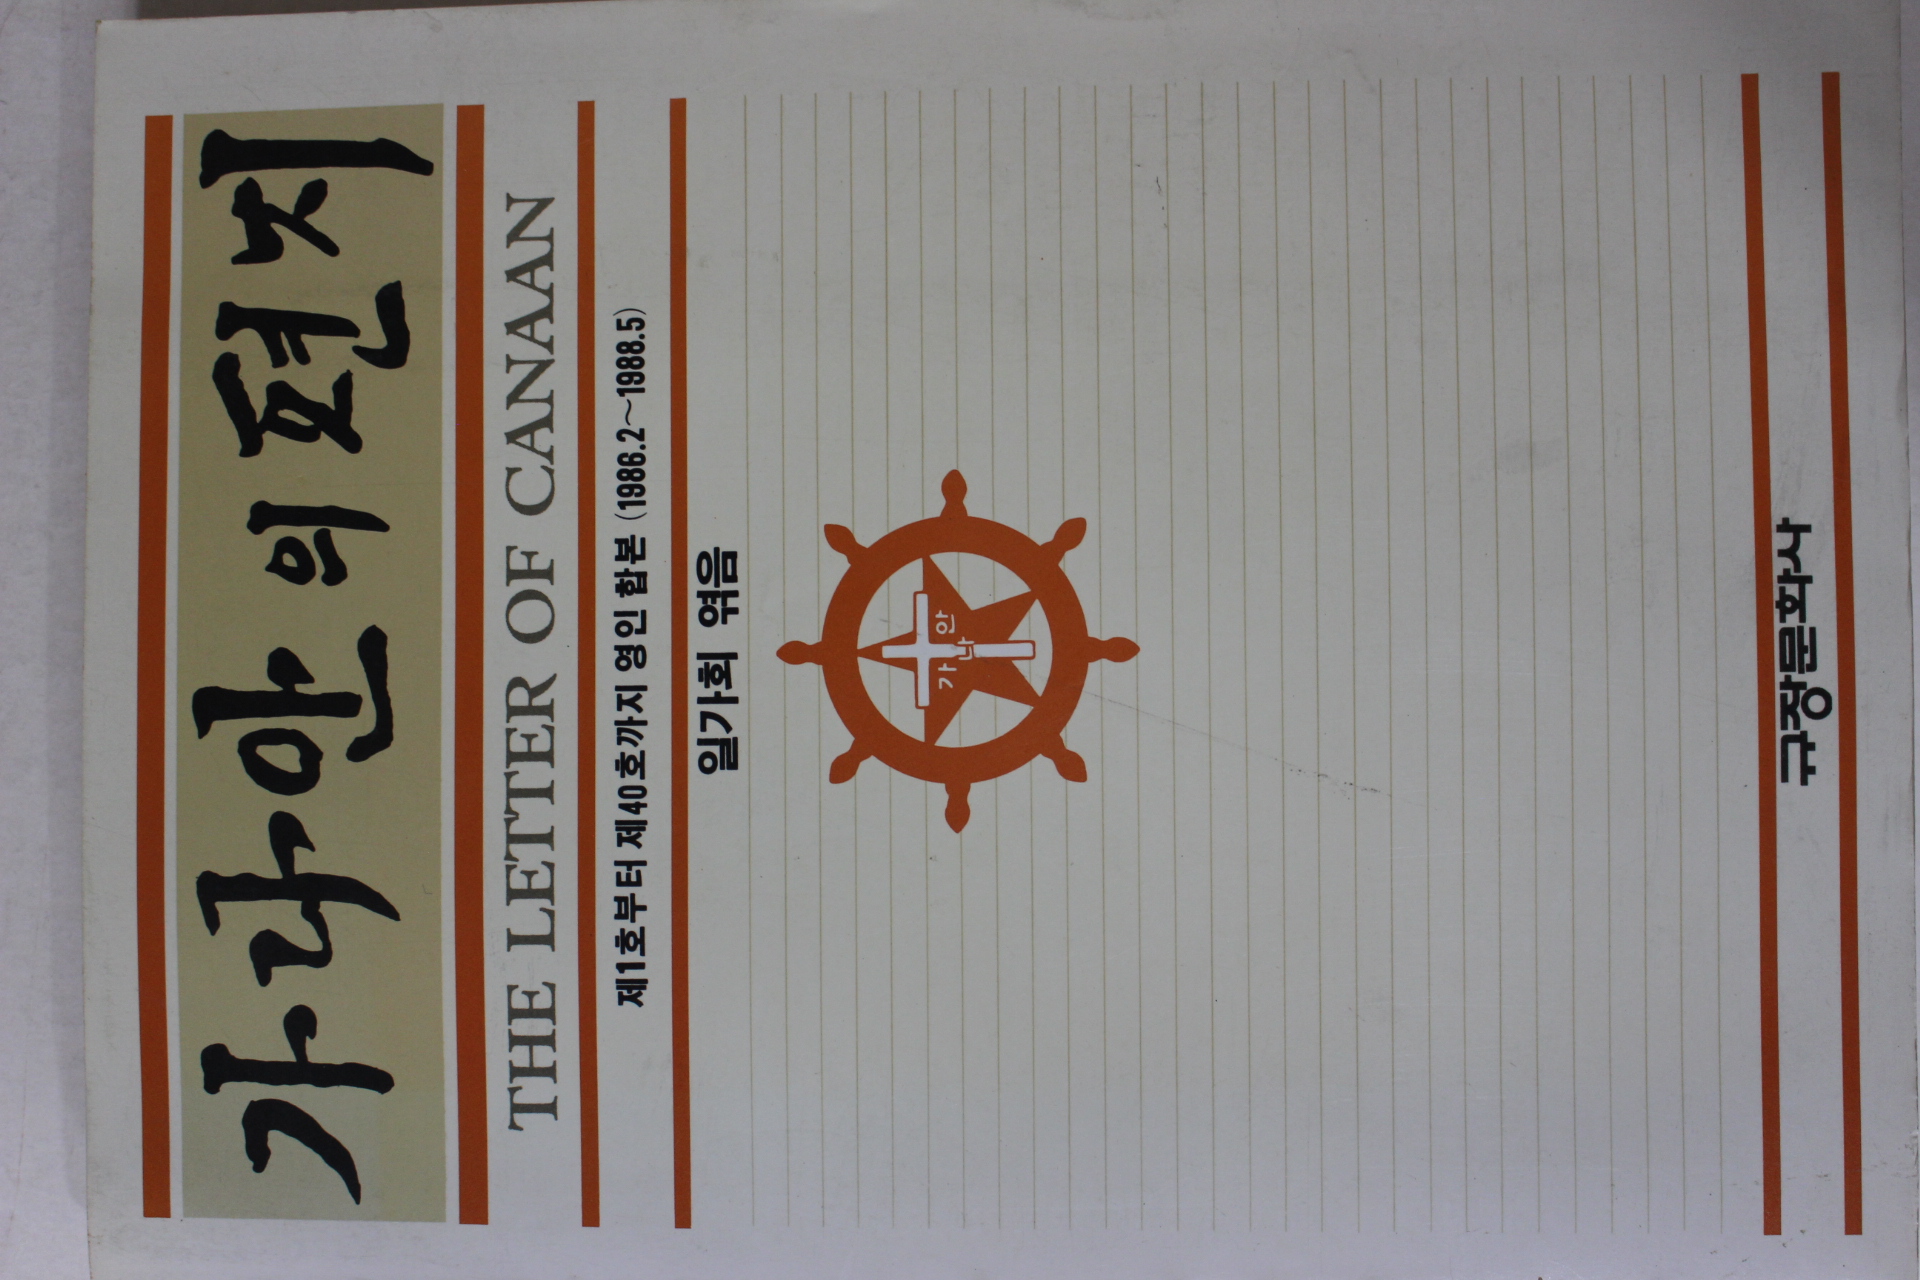 가나안의 편지
THE LETTER OF CANAAN
제1호부터 제40호까지 영인 합본 (1986.2~1988.5)
일가회 엮음
가나안
규장문화사